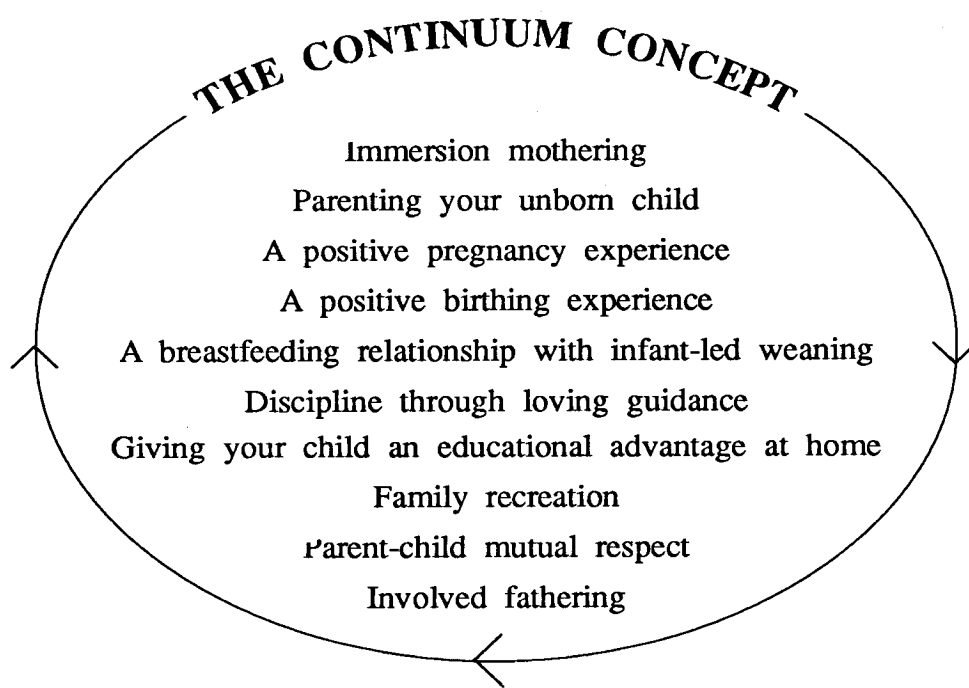 THE CONTINUUM CONCEPT
Immersion mothering
Parenting your unborn child
A positive pregnancy experience
A positive birthing experience
A breastfeeding relationship with infant-led weaning
Discipline through loving guidance
Giving your child an educational advantage at home
Family recreation
Parent-child mutual respect
Involved fathering